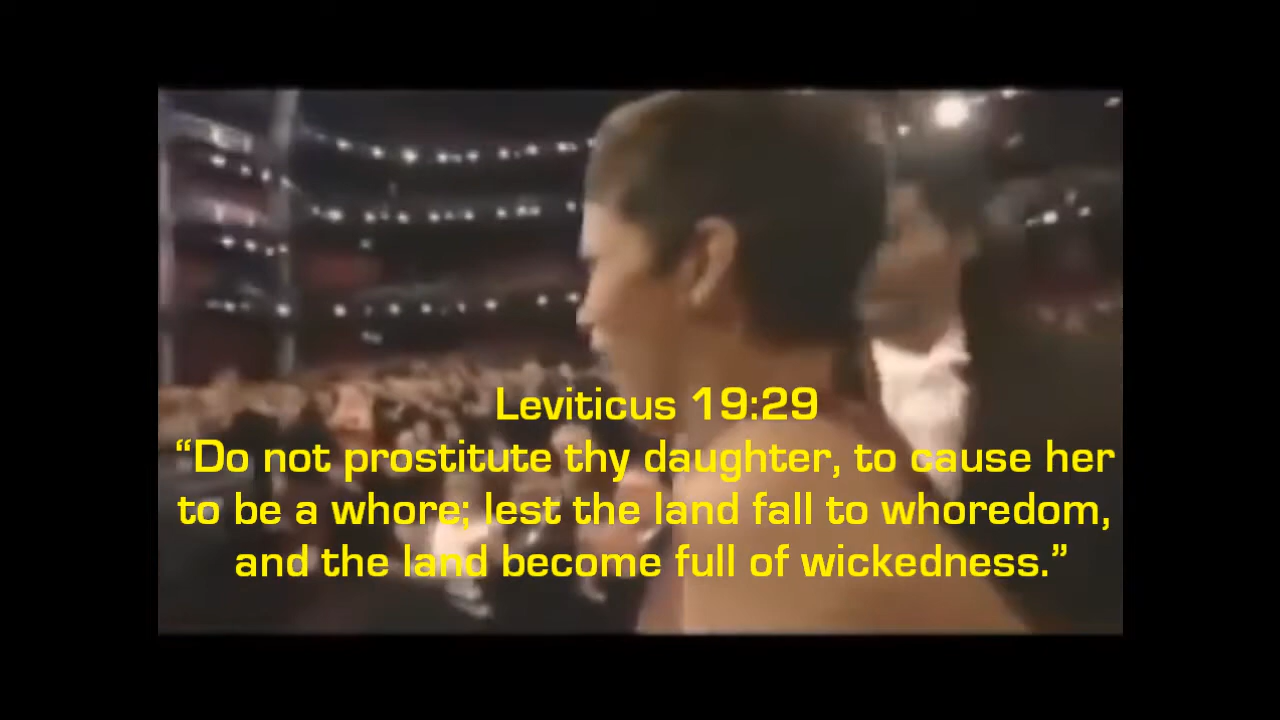 Leviticus 19:29
“Do not prostitute thy daughter, to cause her
to be a whore; lest the land fall to whoredom,
and the land become full of wickedness.”